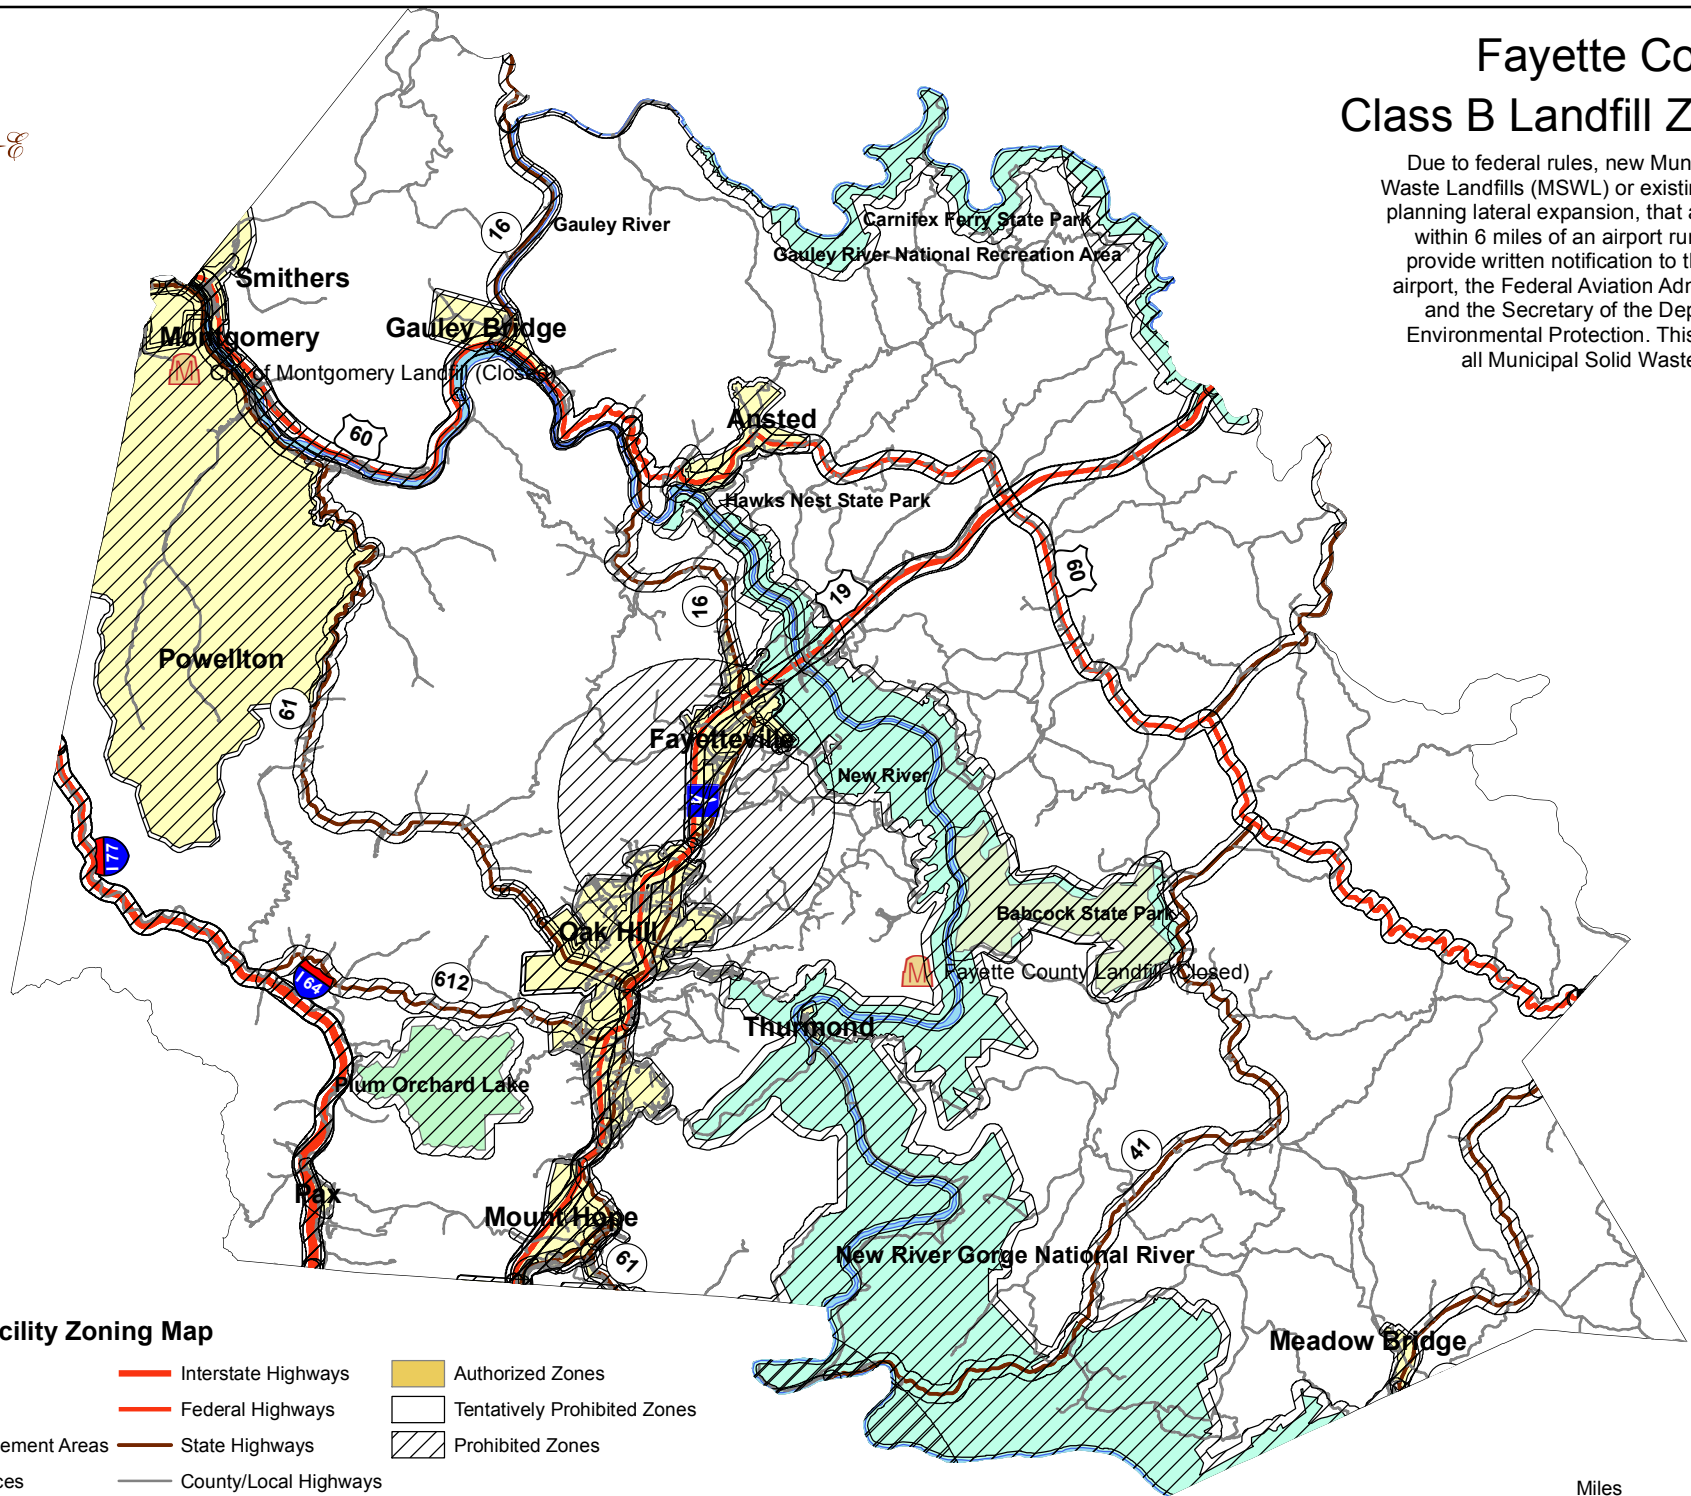 Fayette Co
Class B Landfill Z
Due to federal rules, new Mun
Waste Landfills (MSWL) or existin
planning lateral expansion, that a
within 6 miles of an airport run
provide written notification to th
airport, the Federal Aviation Adn
and the Secretary of the Dep
Environmental Protection. This
all Municipal Solid Waste
-E
16
Gauley River
Carnifex Ferry State Park
Gauley River National Recreation Area
Smithers
Montgomery
Gauley Bridge
M
City of Montgomery Landfill (Closed)
60
Ansted
Hawks Nest State Park
60
19
16
Powellton
61
Fayetteville
New River
I 77
Oak Hill
Babcock State Park
M
Fayette County Landfill (Closed)
I 64
612
Thurmond
Plum Orchard Lake
41
Pax
Mount Hope
61
New River Gorge National River
Meadow Bridge
cility Zoning Map
Interstate Highways
Authorized Zones
Federal Highways
Tentatively Prohibited Zones
ement Areas
State Highways
Prohibited Zones
ces
County/Local Highways
Miles